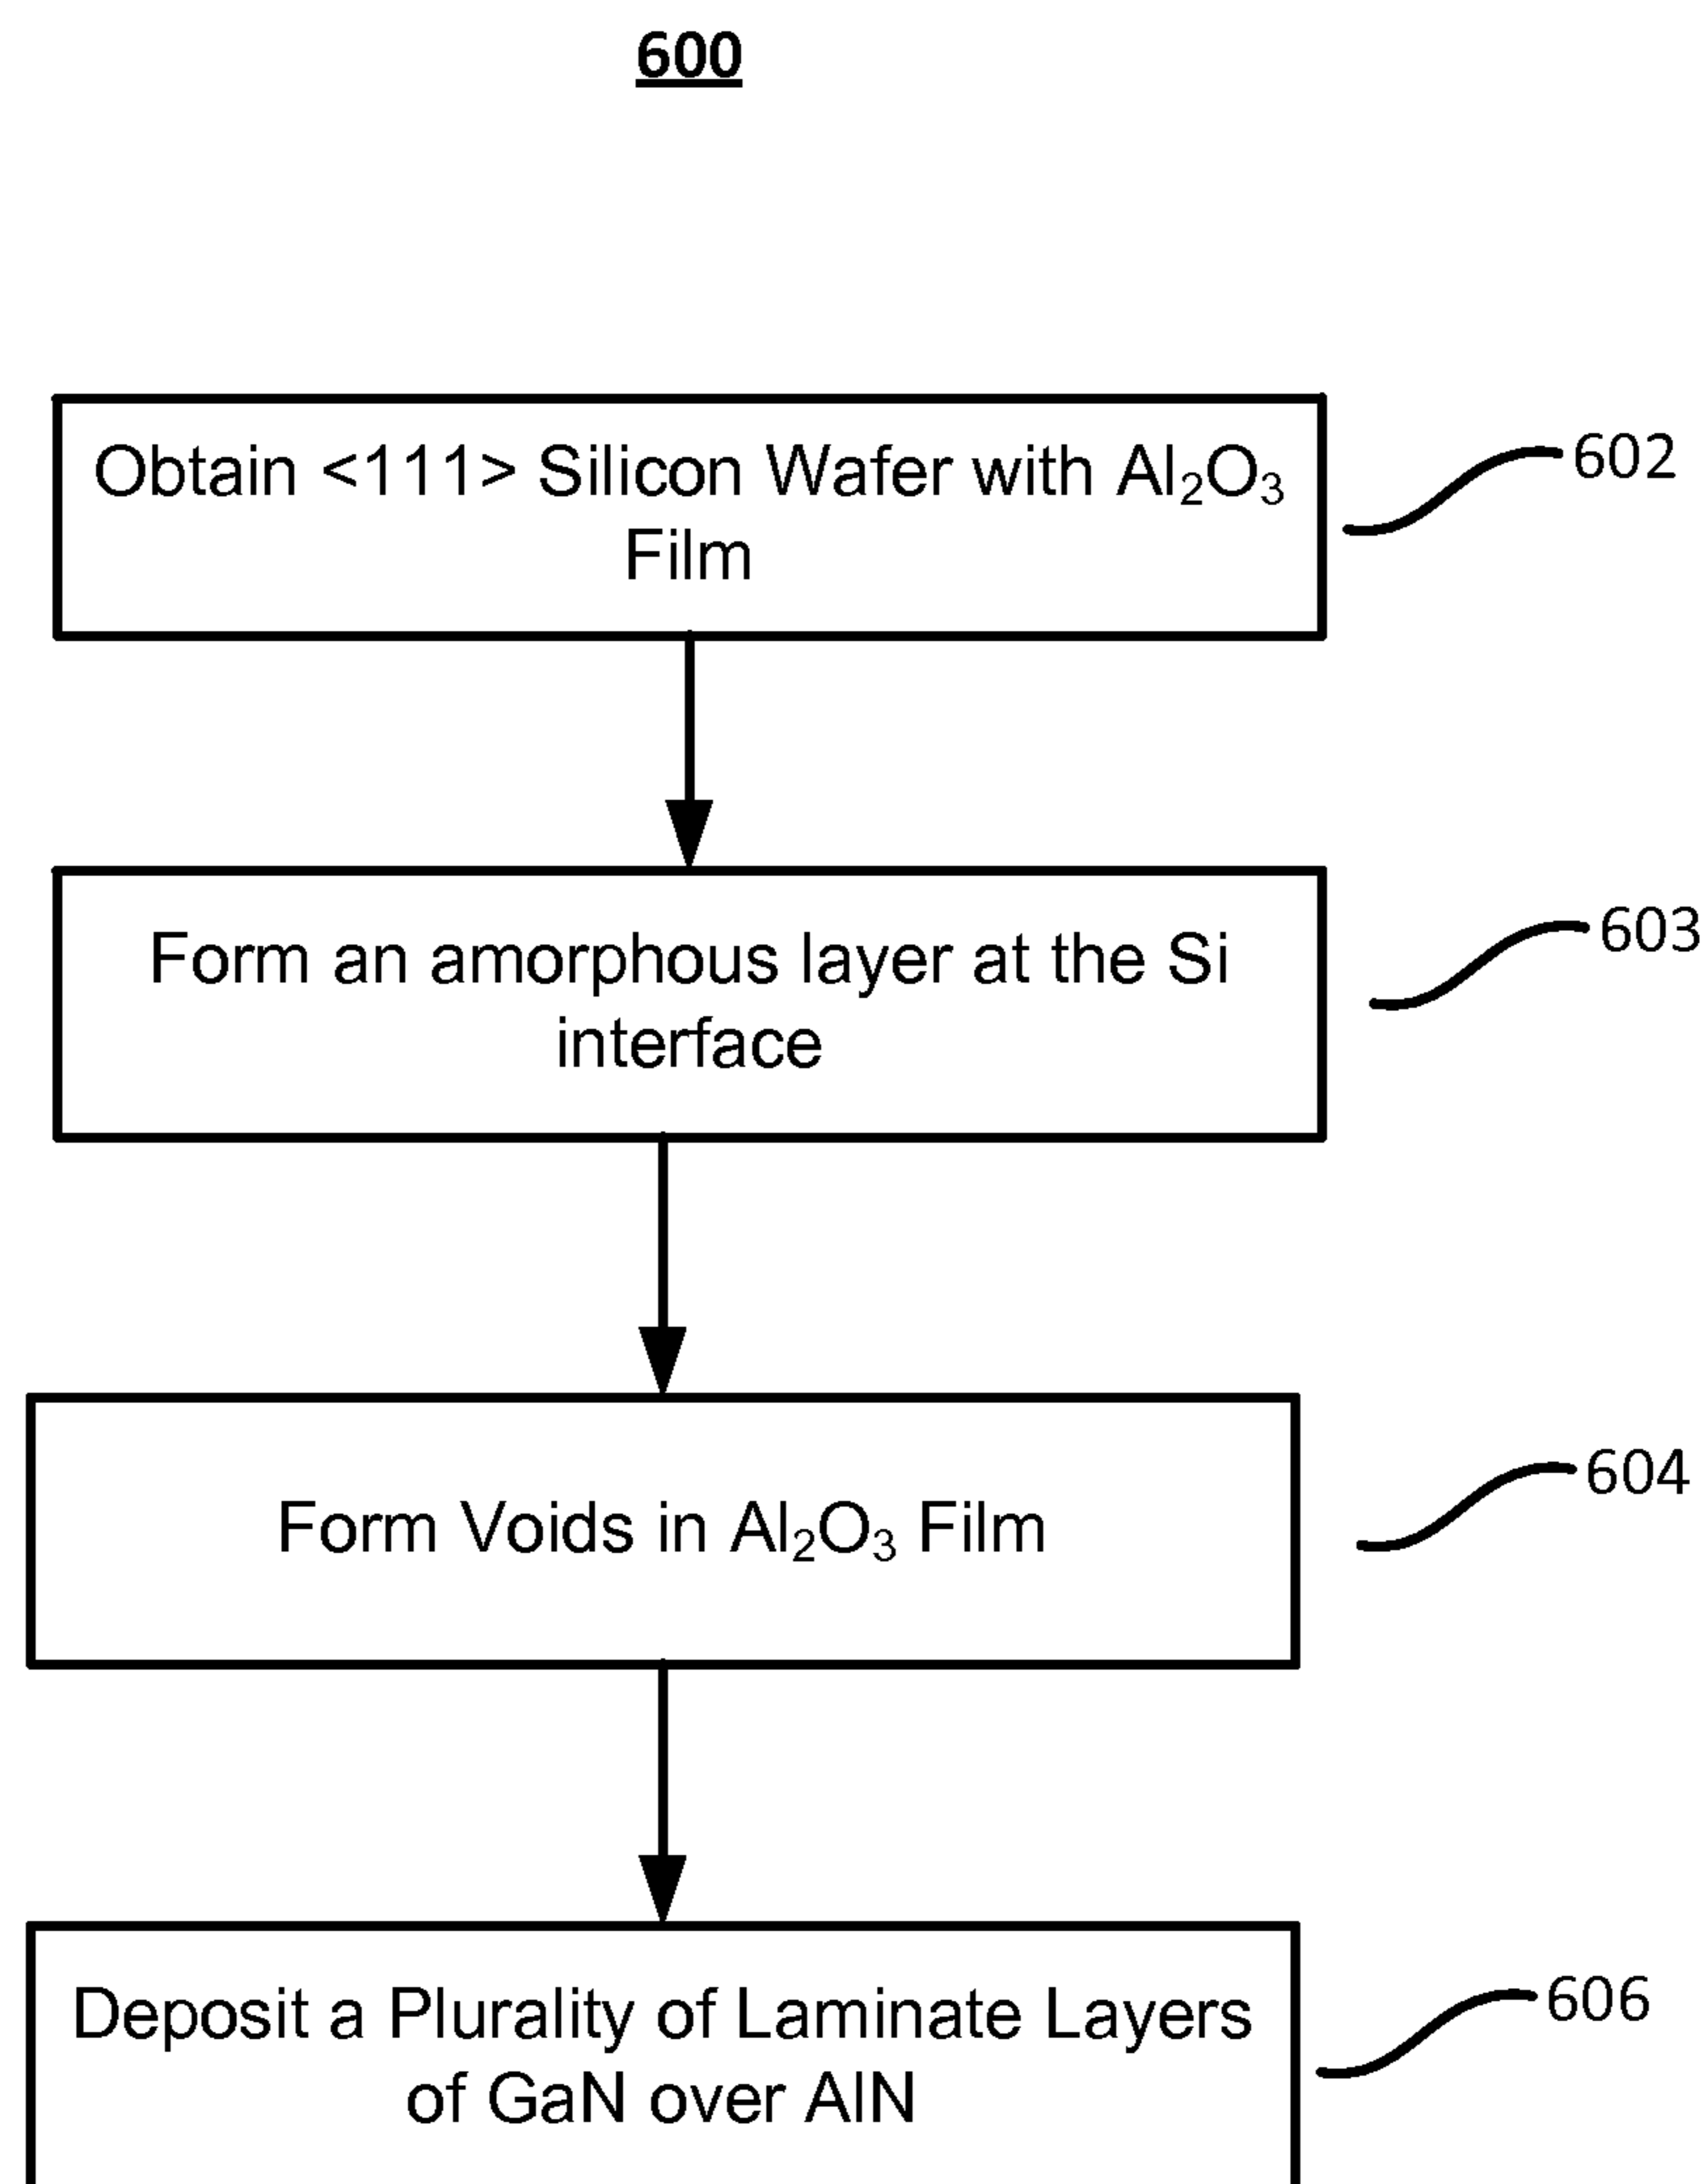 600
Obtain <111> Silicon Wafer with Al₂O₃
Film
602
Form an amorphous layer at the Si
interface
603
Form Voids in Al₂O₃ Film
604
Deposit a Plurality of Laminate Layers
of GaN over AlN
606